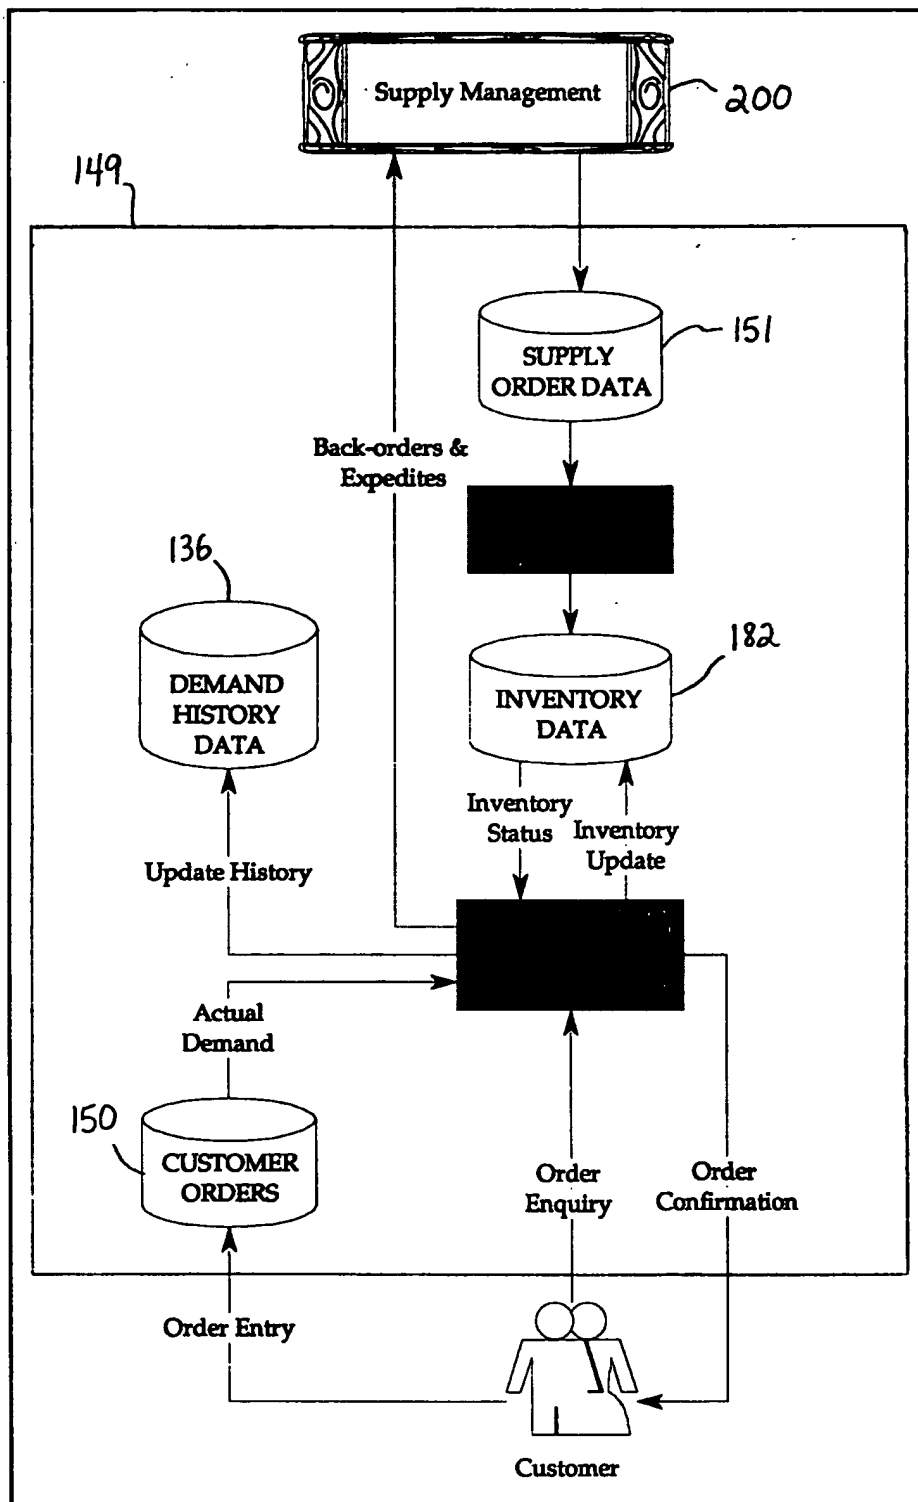 Supply Management
200
149
151
SUPPLY
ORDER DATA
Back-orders &
Expedites
136
182
DEMAND
HISTORY
DATA
INVENTORY
DATA
Inventory
Status
Inventory
Update
Update History
Actual
Demand
150
CUSTOMER
ORDERS
Order
Enquiry
Order
Confirmation
Order Entry
Customer